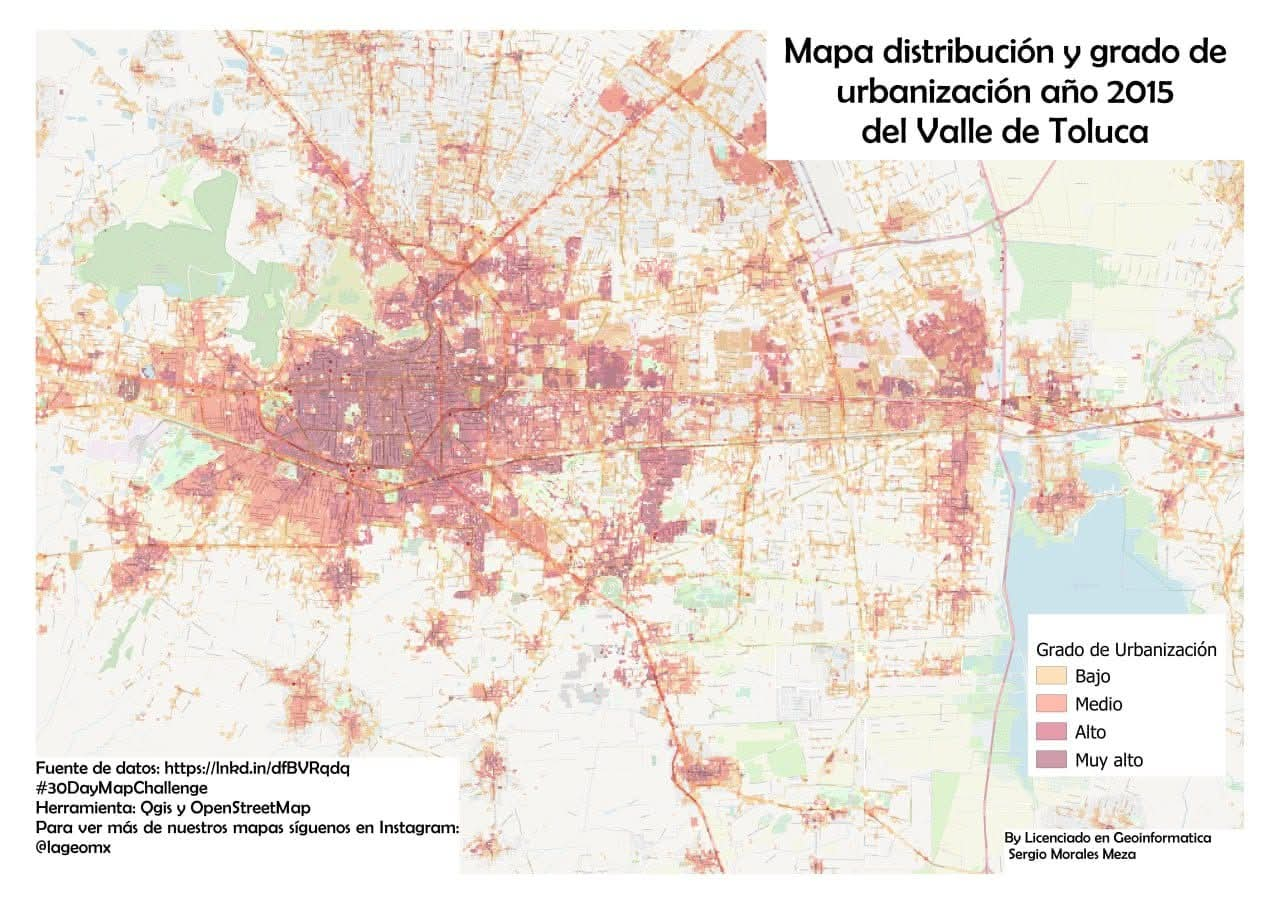 Mapa distribución y grado de
urbanización año 2015
del Valle de Toluca
Grado de Urbanización
Bajo
Medio
Alto
Muy alto
Fuente de datos: https://lnkd.in/dfBVRqdq
#30DayMapChallenge
Herramienta: Qgis y OpenStreetMap
Para ver más de nuestros mapas síguenos en Instagram:
@lageomx
By Licenciado en Geoinformatica
Sergio Morales Meza